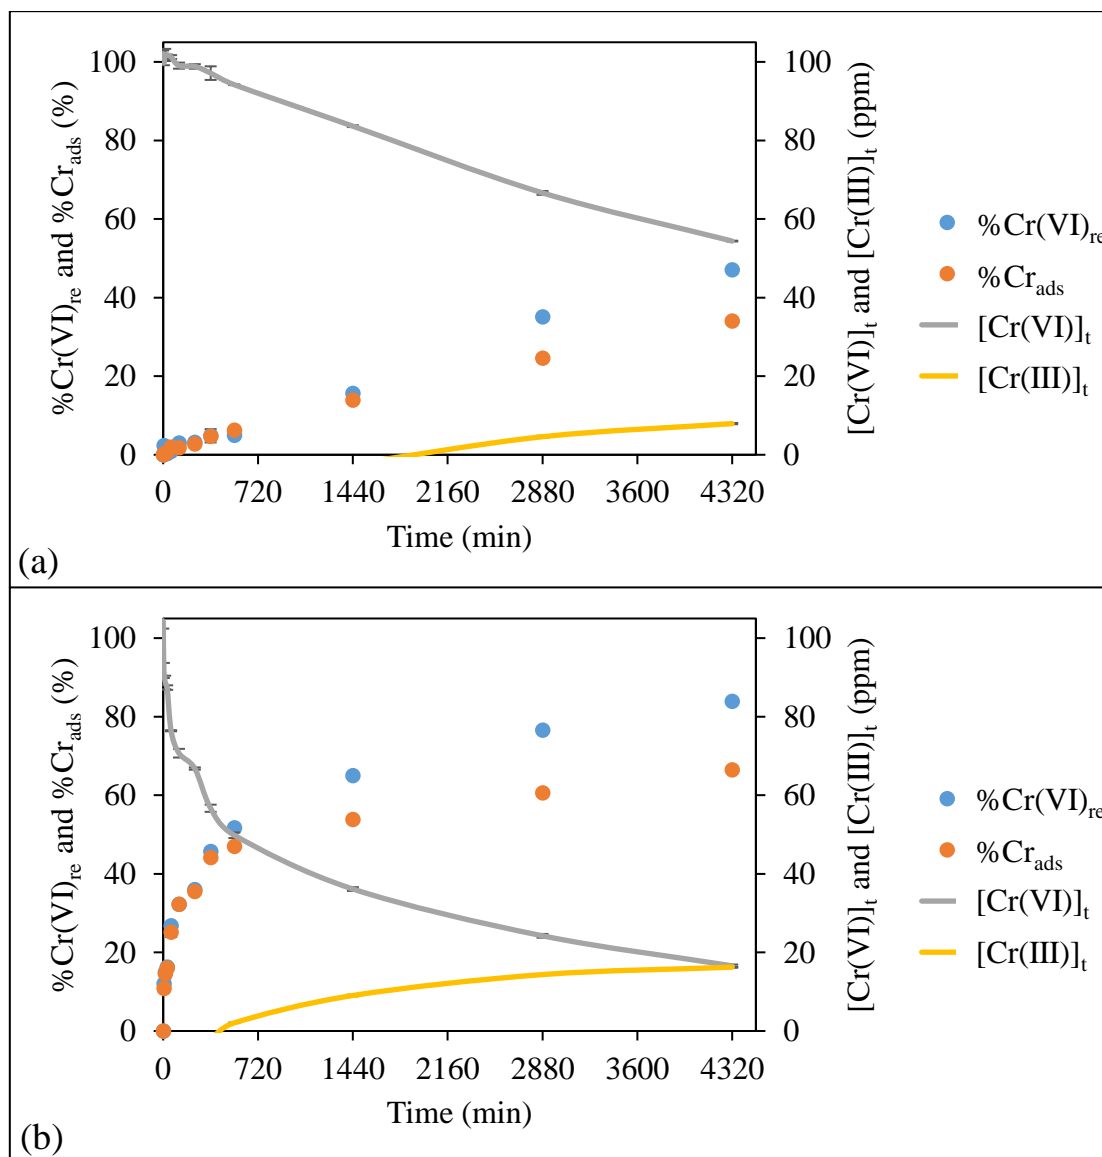 %Cr(VI)re and %Crads (%)
100
80
60
40
20
0
0 720 1440 2160 2880 3600 4320
Time (min)
100
80
60
40
20
0
[Cr(VI)]t and [Cr(III)]t (ppm)
%Cr(VI)re
%Crads
[Cr(VI)]t
[Cr(III)]t
(a)
%Cr(VI)re and %Crads (%)
100
80
60
40
20
0
0 720 1440 2160 2880 3600 4320
Time (min)
100
80
60
40
20
0
[Cr(VI)]t and [Cr(III)]t (ppm)
%Cr(VI)re
%Crads
[Cr(VI)]t
[Cr(III)]t
(b)